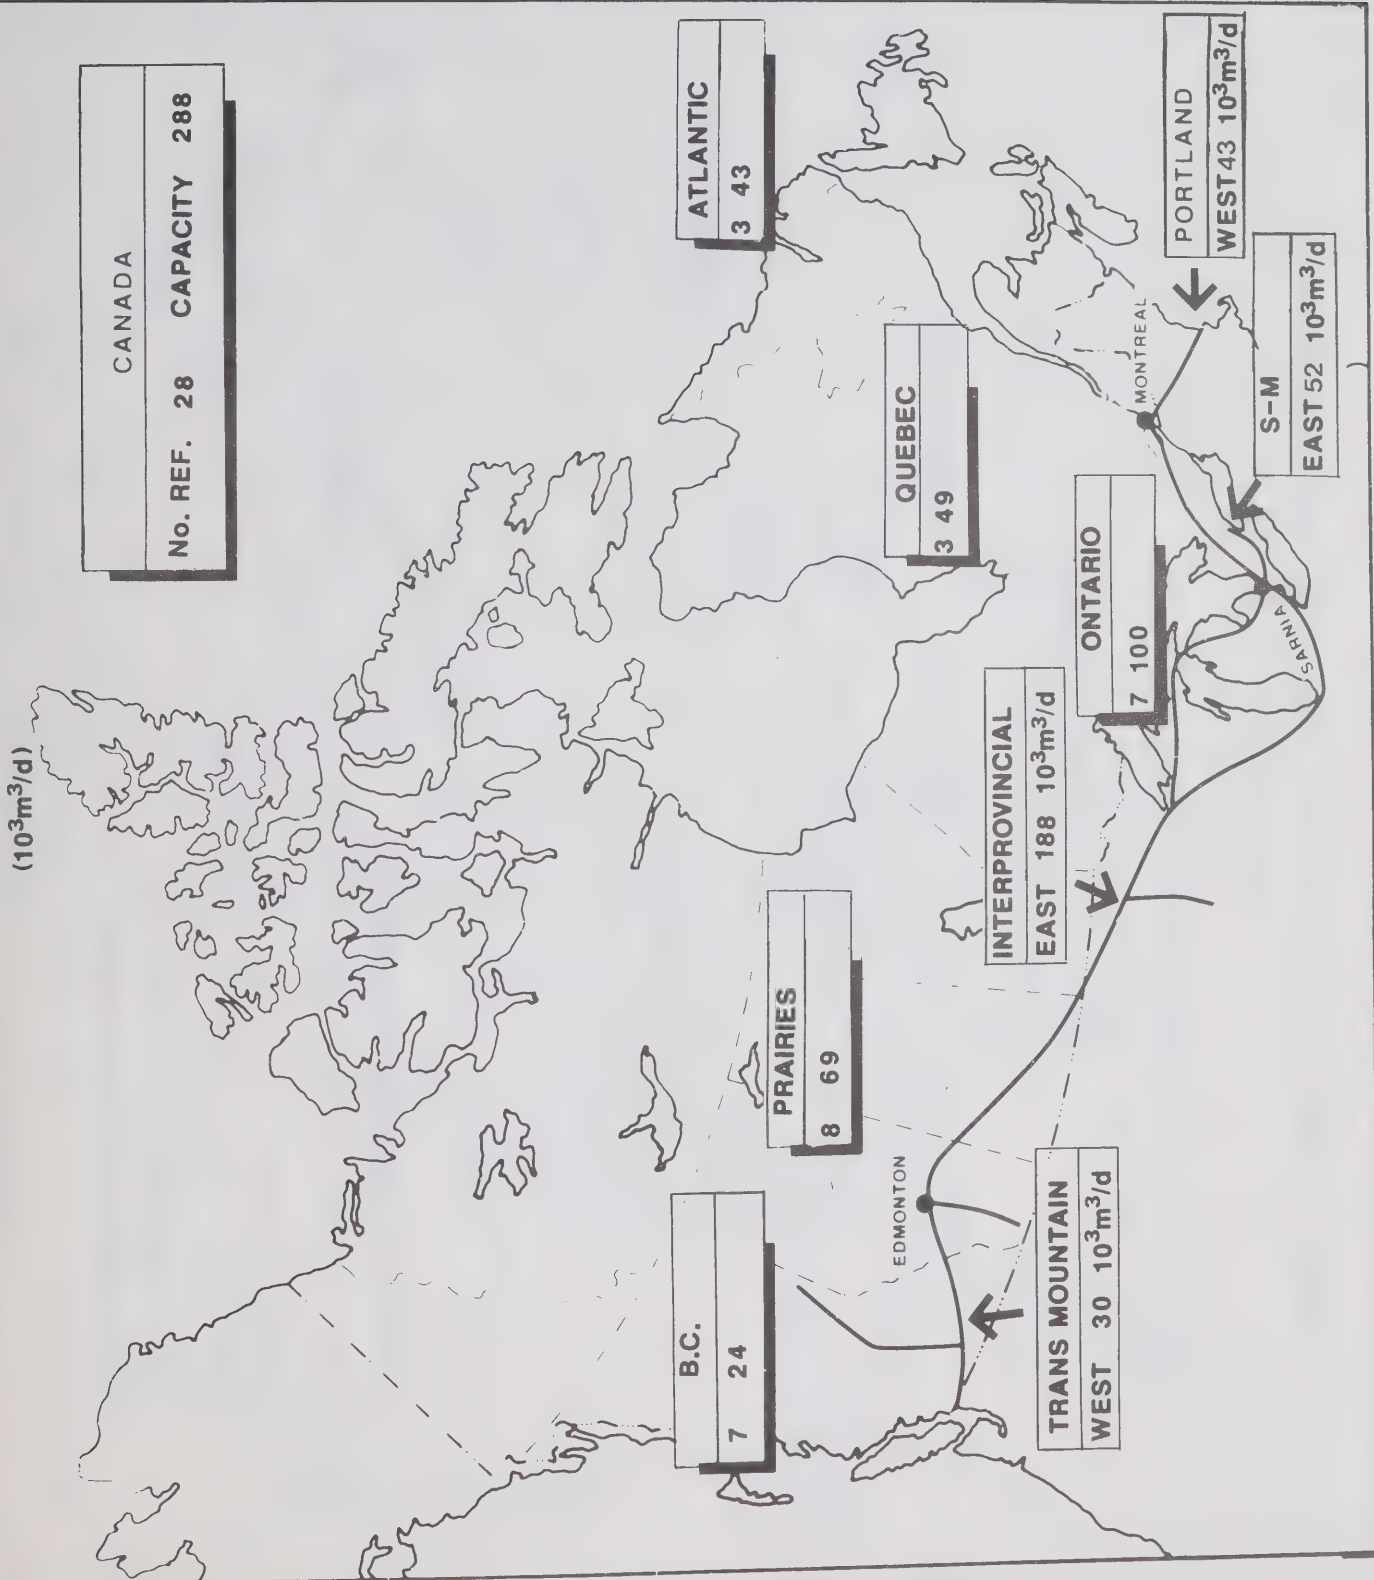 (10³m³/d)
CANADA
No. REF. 28 CAPACITY 288
ATLANTIC
3 43
QUEBEC
3 49
PRAIRIES
8 69
B.C.
7 24
ONTARIO
7 100
EDMONTON
MONTREAL
SARNIA
INTERPROVINCIAL
EAST 188 10³m³/d
TRANS MOUNTAIN
WEST 30 10³m³/d
PORTLAND
WEST 43 10³m³/d
S-M
EAST 52 10³m³/d